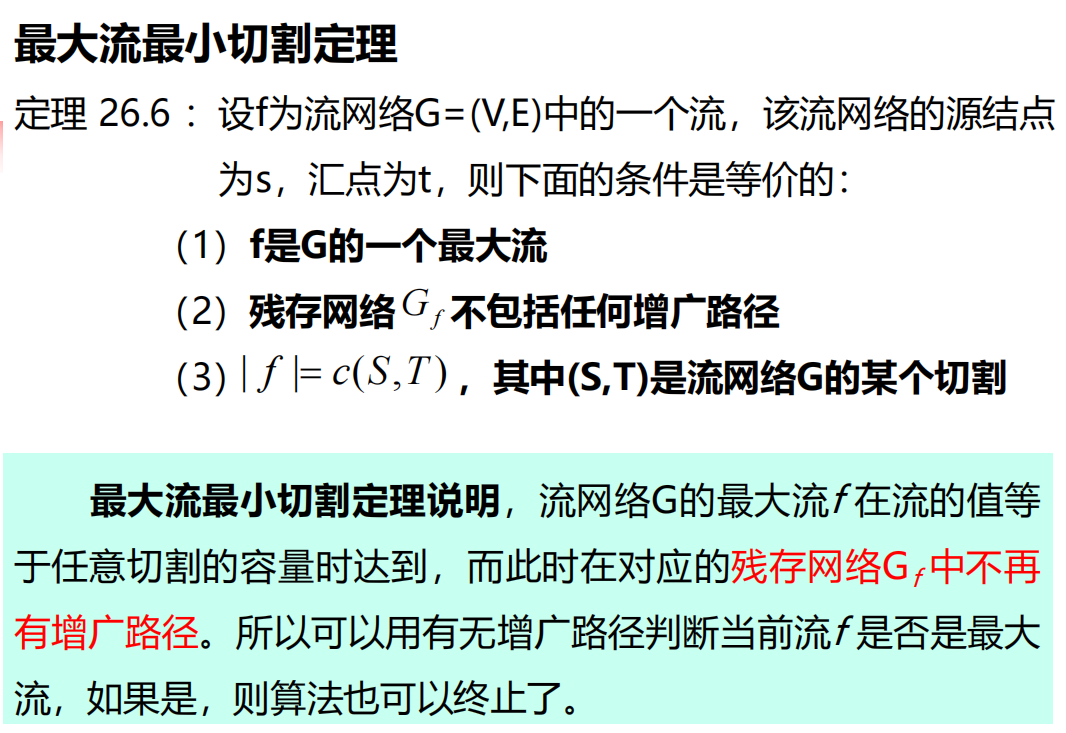 最大流最小切割定理
定理 26.6 ：设f为流网络G=(V,E)中的一个流，该流网络的源结点
为s，汇点为t，则下面的条件是等价的：
（1）f是G的一个最大流
（2）残存网络 G_f 不包括任何增广路径
（3）| f |= c(S,T) ，其中(S,T)是流网络G的某个切割
最大流最小切割定理说明，流网络G的最大流f 在流的值等
于任意切割的容量时达到，而此时在对应的残存网络G_f 中不再
有增广路径。所以可以用有无增广路径判断当前流f 是否是最大
流，如果是，则算法也可以终止了。